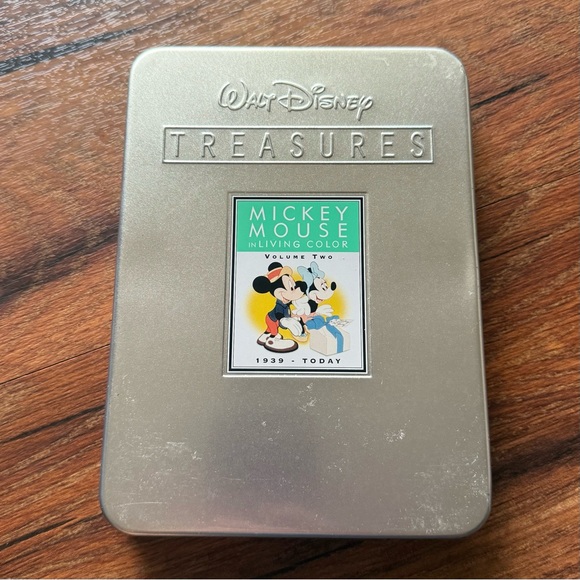 WALT DISNEY
TREASURES
MICKEY
MOUSE
IN LIVING COLOR
VOLUME TWO
1939 - TODAY